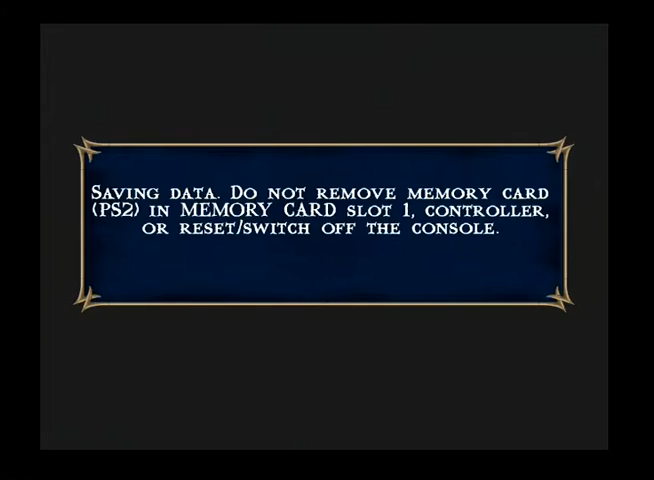 Saving data. Do not remove memory card
(PS2) in MEMORY CARD slot 1, controller,
or reset/switch off the console.